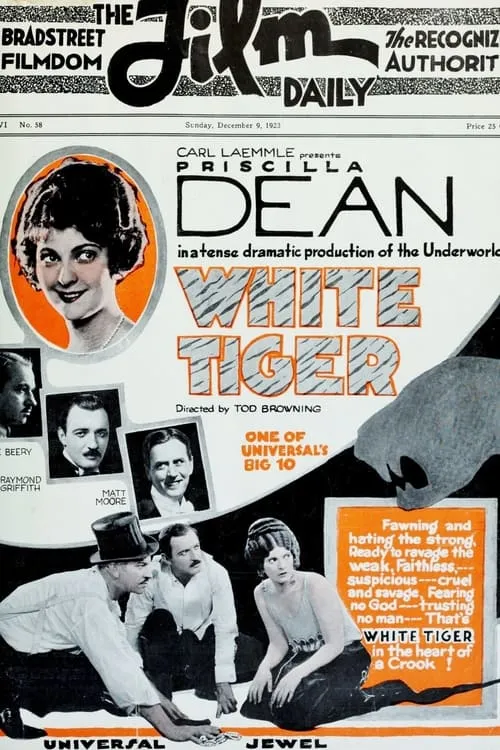 THE Film DAILY
BRADSTREET
FILMDOM
The RECOGNIZ
AUTHORIT
VI No. 58
Sunday, December 9, 1923
Price 25
CARL LAEMMLE presents
PRISCILLA
DEAN
in a tense dramatic production of the Underworld
WHITE
TIGER
Directed by TOD BROWNING
ONE OF
UNIVERSAL'S
BIG 10
BEERY
RAYMOND
GRIFFITH
MATT
MOORE
Fawning and
hating the strong,
Ready to ravage the
weak, Faithless,---
suspicious---cruel
and savage, Fearing
no God---trusting
no man---That's
WHITE TIGER
in the heart of
a Crook!
UNIVERSAL JEWEL